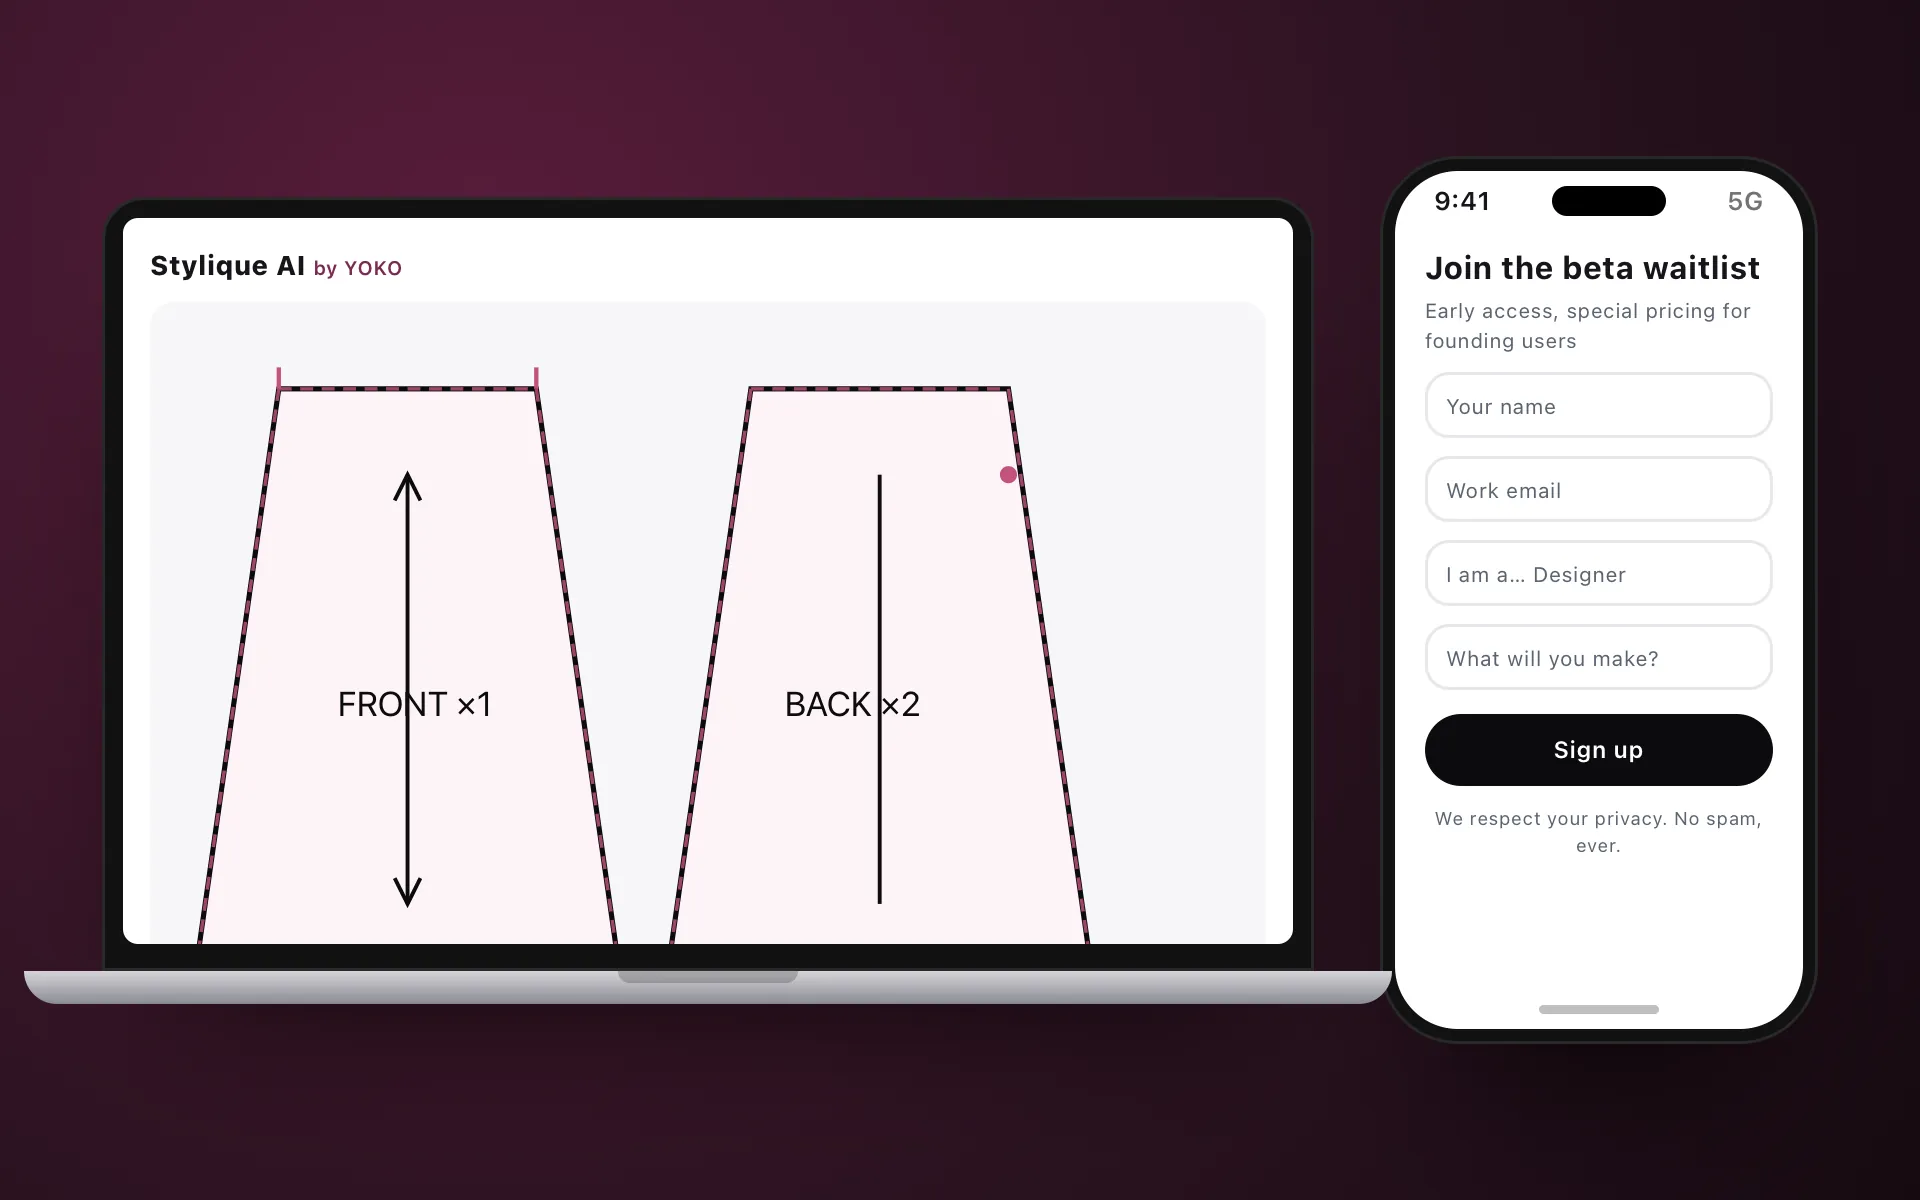 Stylique AI by YOKO
FRONT ×1
BACK ×2
9:41
5G
Join the beta waitlist
Early access, special pricing for
founding users
Your name
Work email
I am a… Designer
What will you make?
Sign up
We respect your privacy. No spam,
ever.